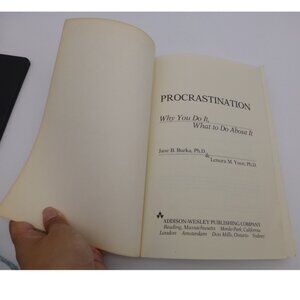 PROCRASTINATION
Why You Do It,
What to Do About It
Jane B. Burka, Ph.D.
&
Lenora M. Yuen, Ph.D.
ADDISON-WESLEY PUBLISHING COMPANY
Reading, Massachusetts Menlo Park, California
London Amsterdam Don Mills, Ontario Sydney